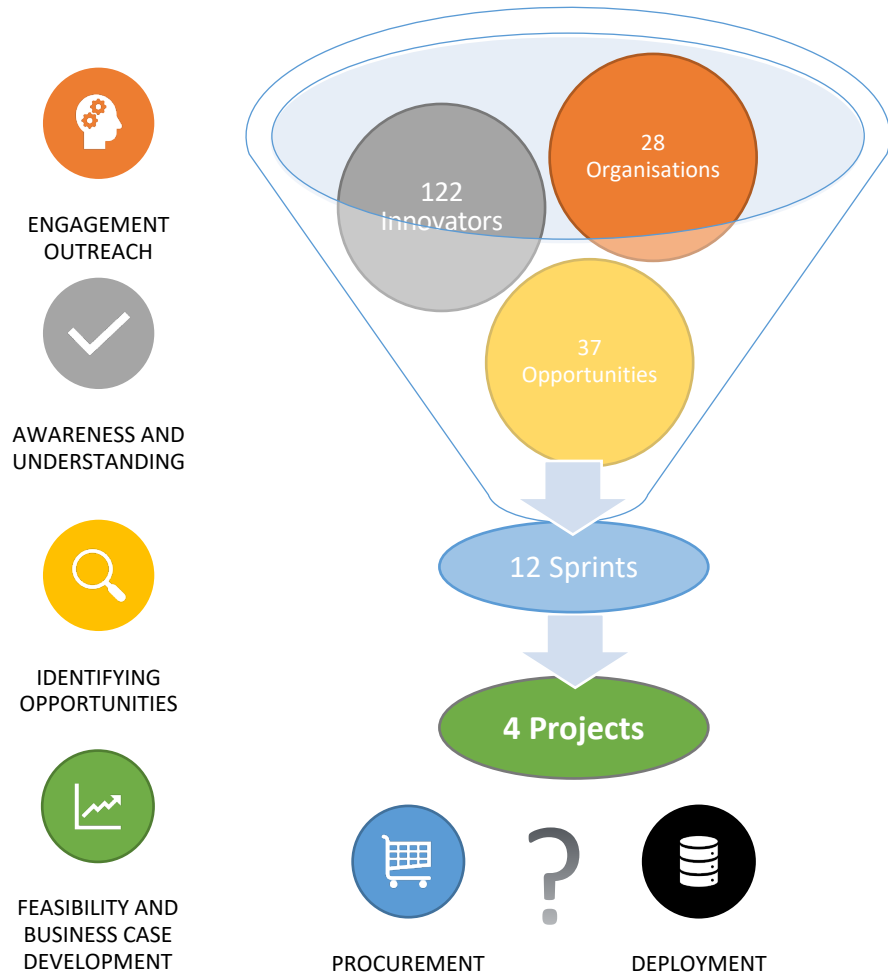 ENGAGEMENT
OUTREACH
AWARENESS AND
UNDERSTANDING
IDENTIFYING
OPPORTUNITIES
FEASIBILITY AND
BUSINESS CASE
DEVELOPMENT
28
Organisations
122
Innovators
37
Opportunities
12 Sprints
4 Projects
?
PROCUREMENT
DEPLOYMENT